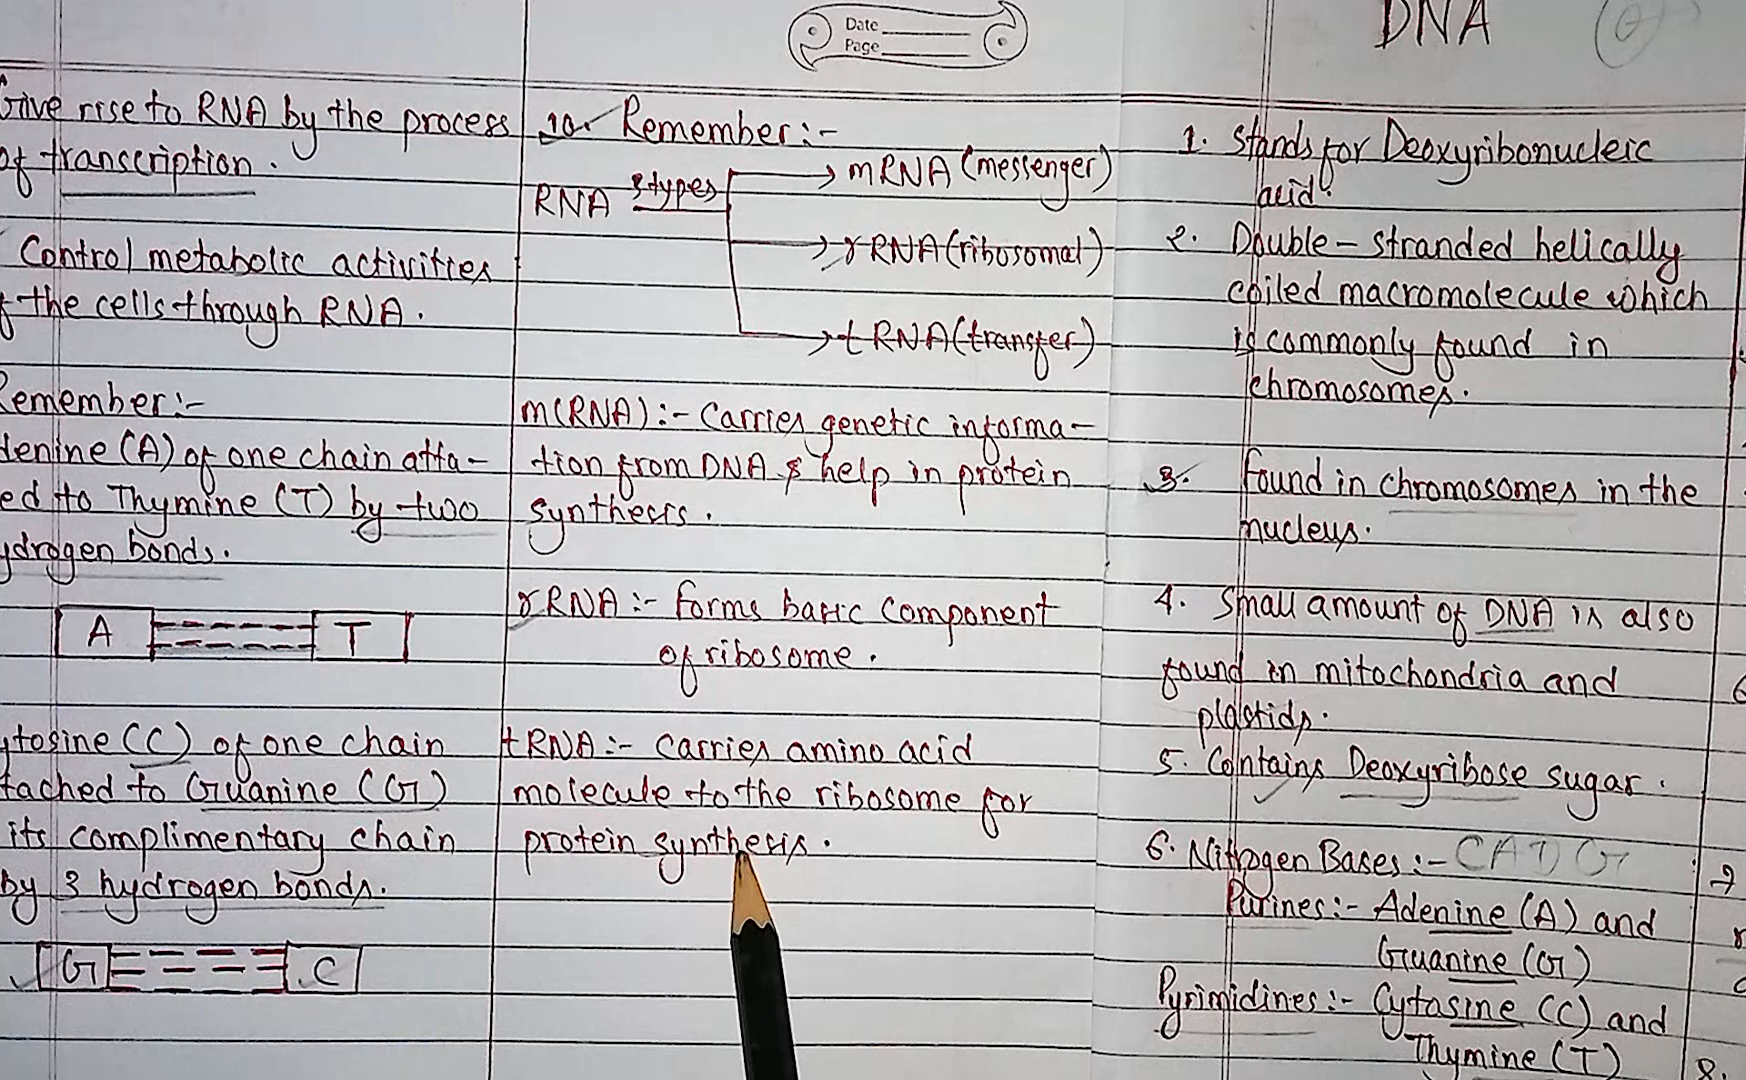 Date
Page
DNA
Give rise to RNA by the process
of transcription.
Control metabolic activities
the cells through RNA.
Remember:-
denine (A) of one chain atta-
ed to Thymine (T) by two
ydrogen bonds.
A T
ytosine (C) of one chain
tached to Guanine (G)
its complimentary chain
by 3 hydrogen bonds.
G C
10. Remember:-
RNA 3 types
mRNA (messenger)
rRNA (ribosomal)
tRNA (transfer)
m(RNA):- Carries genetic informa-
tion from DNA & help in protein
synthesis.
rRNA:- forms basic component
of ribosome.
tRNA:- Carries amino acid
molecule to the ribosome for
protein synthesis.
1. Stands for Deoxyribonucleic
acid.
2. Double-stranded helically
coiled macromolecule which
is commonly found in
chromosomes.
3. found in chromosomes in the
nucleus.
4. Small amount of DNA is also
found in mitochondria and
plastids.
5. Contains Deoxyribose sugar.
6. Nitrogen Bases:-
Purines:- Adenine (A) and
Guanine (G)
Pyrimidines:- Cytosine (C) and
Thymine (T)
8.